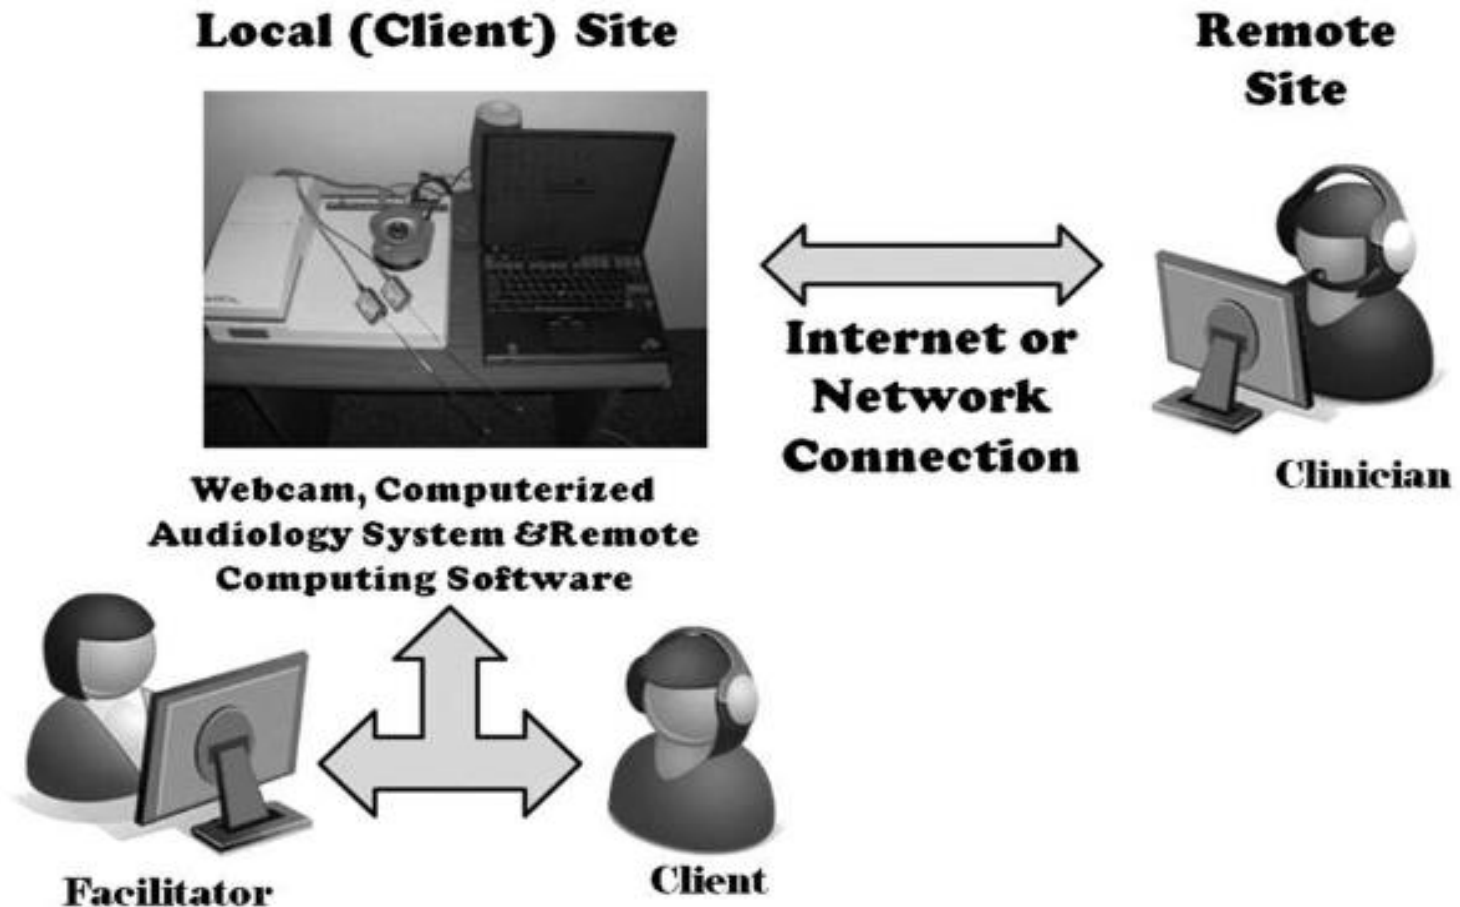 Local (Client) Site
Remote
Site
Internet or
Network
Connection
Clinician
Webcam, Computerized
Audiology System &Remote
Computing Software
Facilitator
Client